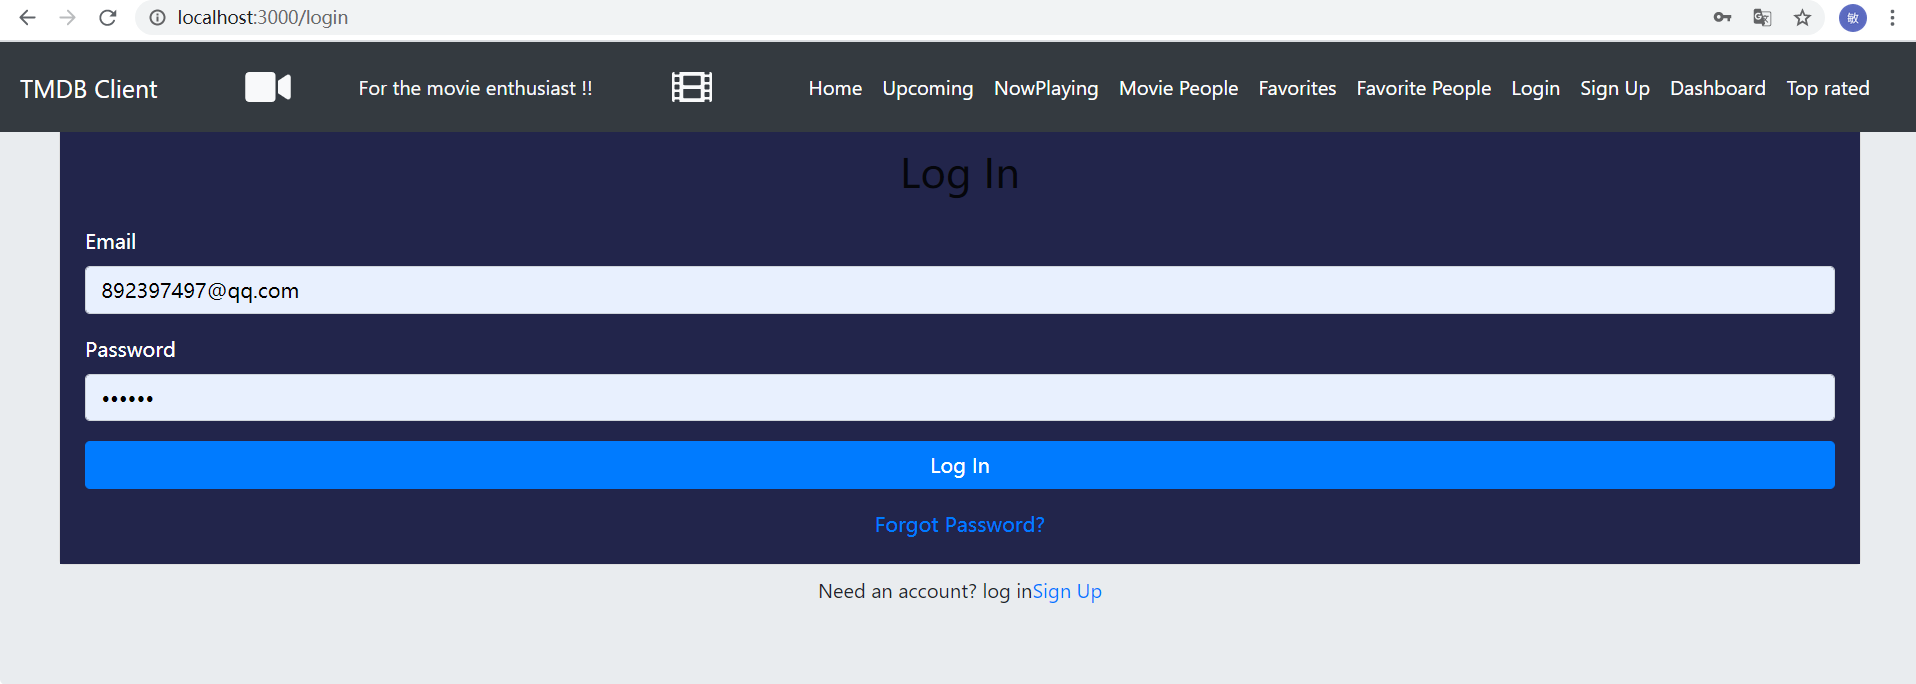 localhost:3000/login
敏
TMDB Client For the movie enthusiast !! Home Upcoming NowPlaying Movie People Favorites Favorite People Login Sign Up Dashboard Top rated
Log In
Email
892397497@qq.com
Password
••••••
Log In
Forgot Password?
Need an account? log inSign Up